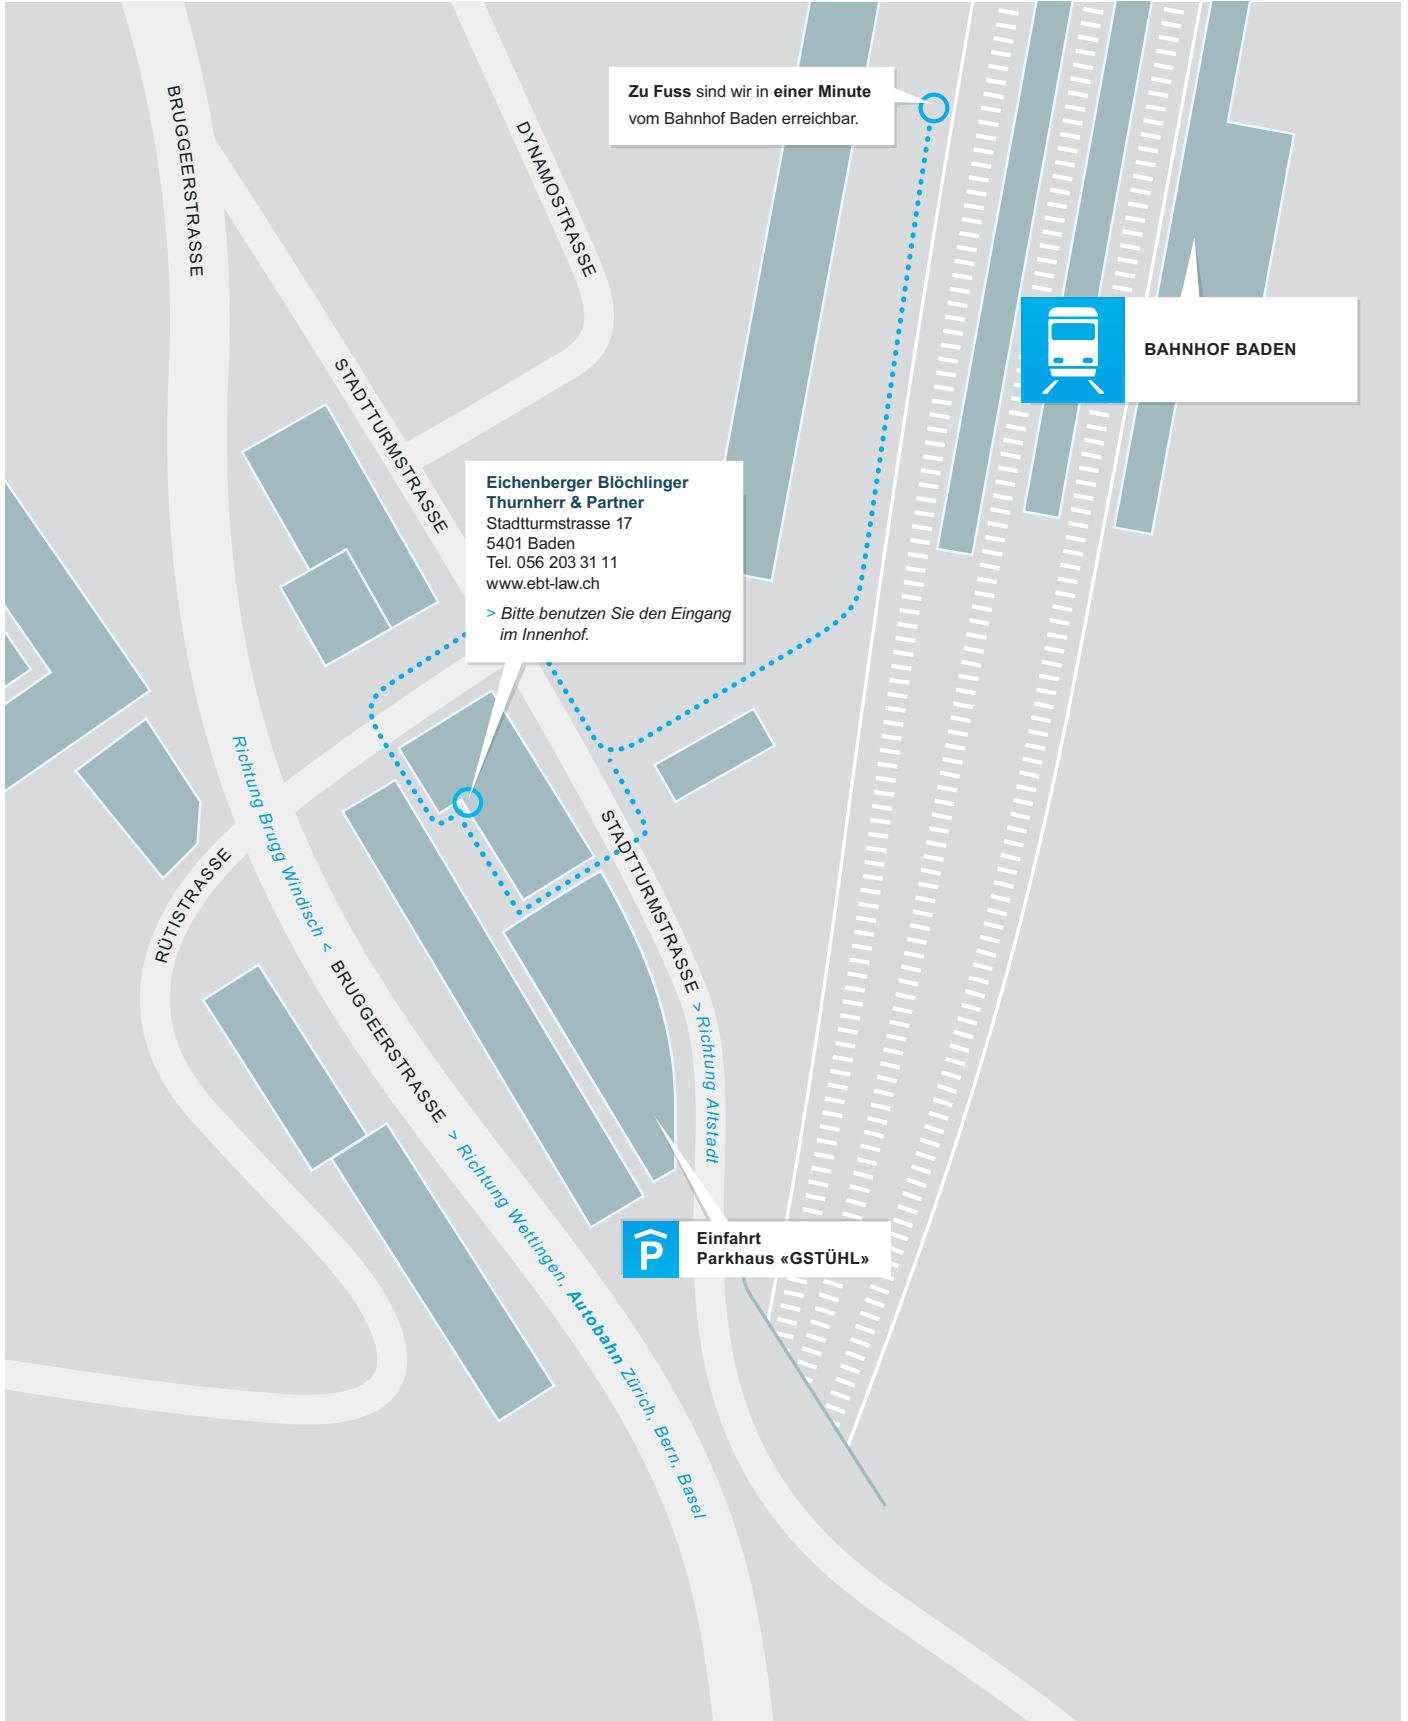 BRUGGEERSTRASSE
DYNAMOSTRASSE
Zu Fuss sind wir in einer Minute
vom Bahnhof Baden erreichbar.
BAHNHOF BADEN
STADTTURMSTRASSE
Eichenberger Blöchlinger
Thurnherr & Partner
Stadtturmstrasse 17
5401 Baden
Tel. 056 203 31 11
www.ebt-law.ch
> Bitte benutzen Sie den Eingang
im Innenhof.
RÜTISTRASSE
Richtung Brugg Windisch < BRUGGEERSTRASSE > Richtung Wettingen, Autobahn Zürich, Bern, Basel
STADTTURMSTRASSE > Richtung Altstadt
P
Einfahrt
Parkhaus «GSTÜHL»